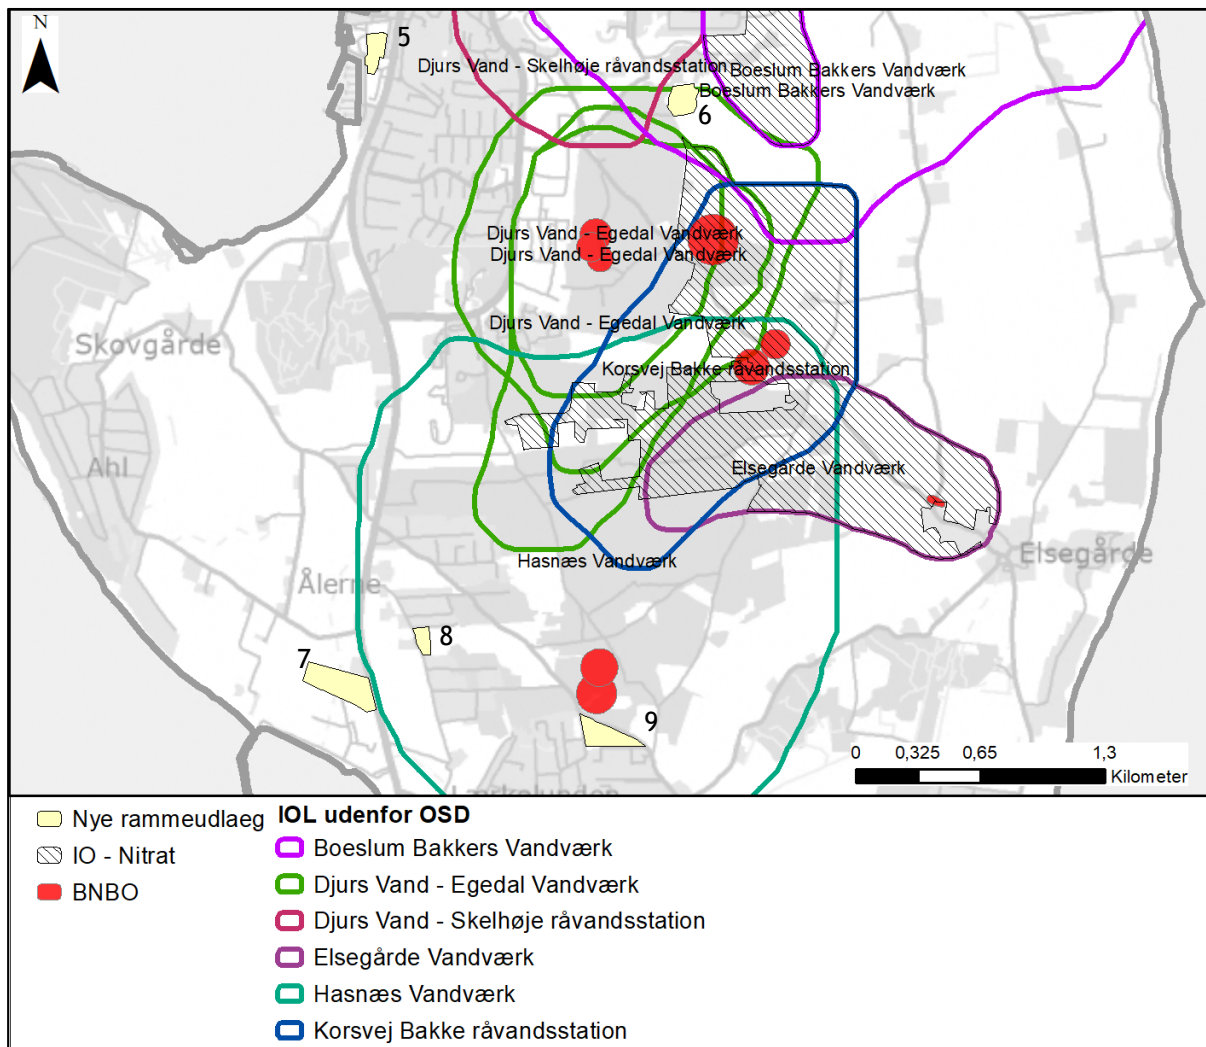 N
5
Djurs Vand - Skelhøje råvandsstation
Boeslum Bakkers Vandværk
Boeslum Bakkers Vandværk
6
Djurs Vand - Egedal Vandværk
Djurs Vand - Egedal Vandværk
Djurs Vand - Egedal Vandværk
Skovgårde
Korsvej Bakke råvandsstation
Ahl
Elsegårde Vandværk
Elsegårde
Hasnæs Vandværk
Ålerne
8
7
9
0 0,325 0,65 1,3
Kilometer
Nye rammeudlaeg
IO - Nitrat
BNBO
IOL udenfor OSD
Boeslum Bakkers Vandværk
Djurs Vand - Egedal Vandværk
Djurs Vand - Skelhøje råvandsstation
Elsegårde Vandværk
Hasnæs Vandværk
Korsvej Bakke råvandsstation